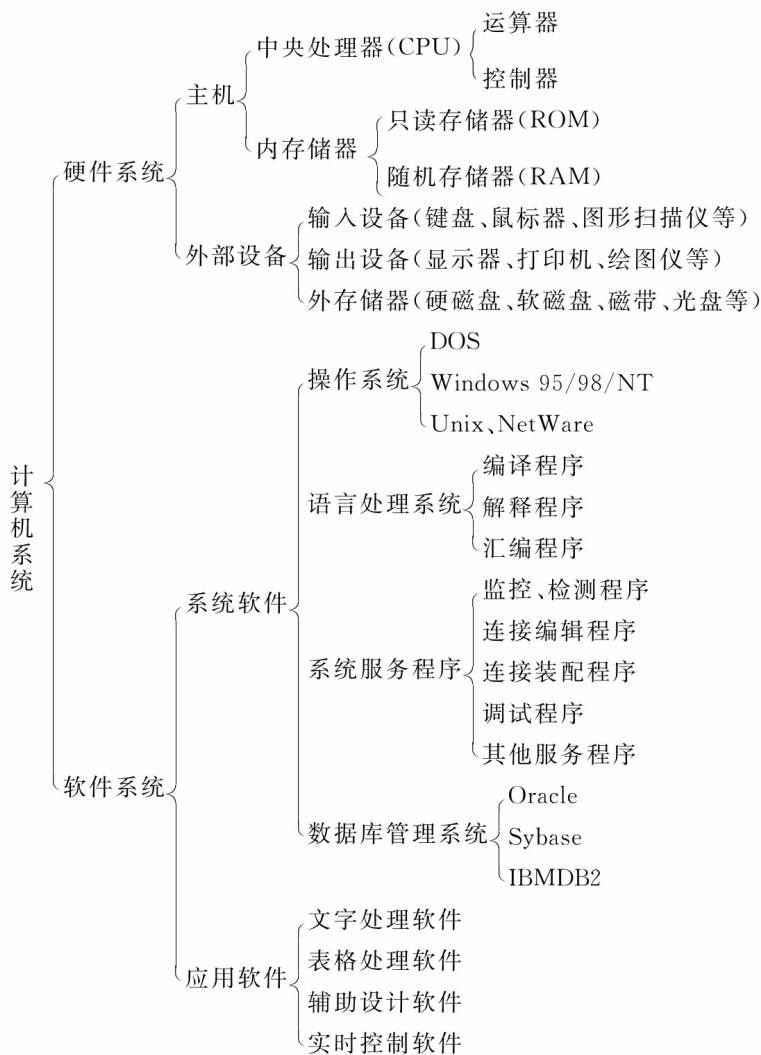 计算机系统
硬件系统
主机
中央处理器(CPU)
运算器
控制器
内存储器
只读存储器(ROM)
随机存储器(RAM)
外部设备
输入设备(键盘、鼠标器、图形扫描仪等)
输出设备(显示器、打印机、绘图仪等)
外存储器(硬磁盘、软磁盘、磁带、光盘等)
软件系统
系统软件
操作系统
DOS
Windows 95/98/NT
Unix、NetWare
语言处理系统
编译程序
解释程序
汇编程序
系统服务程序
监控、检测程序
连接编辑程序
连接装配程序
调试程序
其他服务程序
数据库管理系统
Oracle
Sybase
IBMDB2
应用软件
文字处理软件
表格处理软件
辅助设计软件
实时控制软件